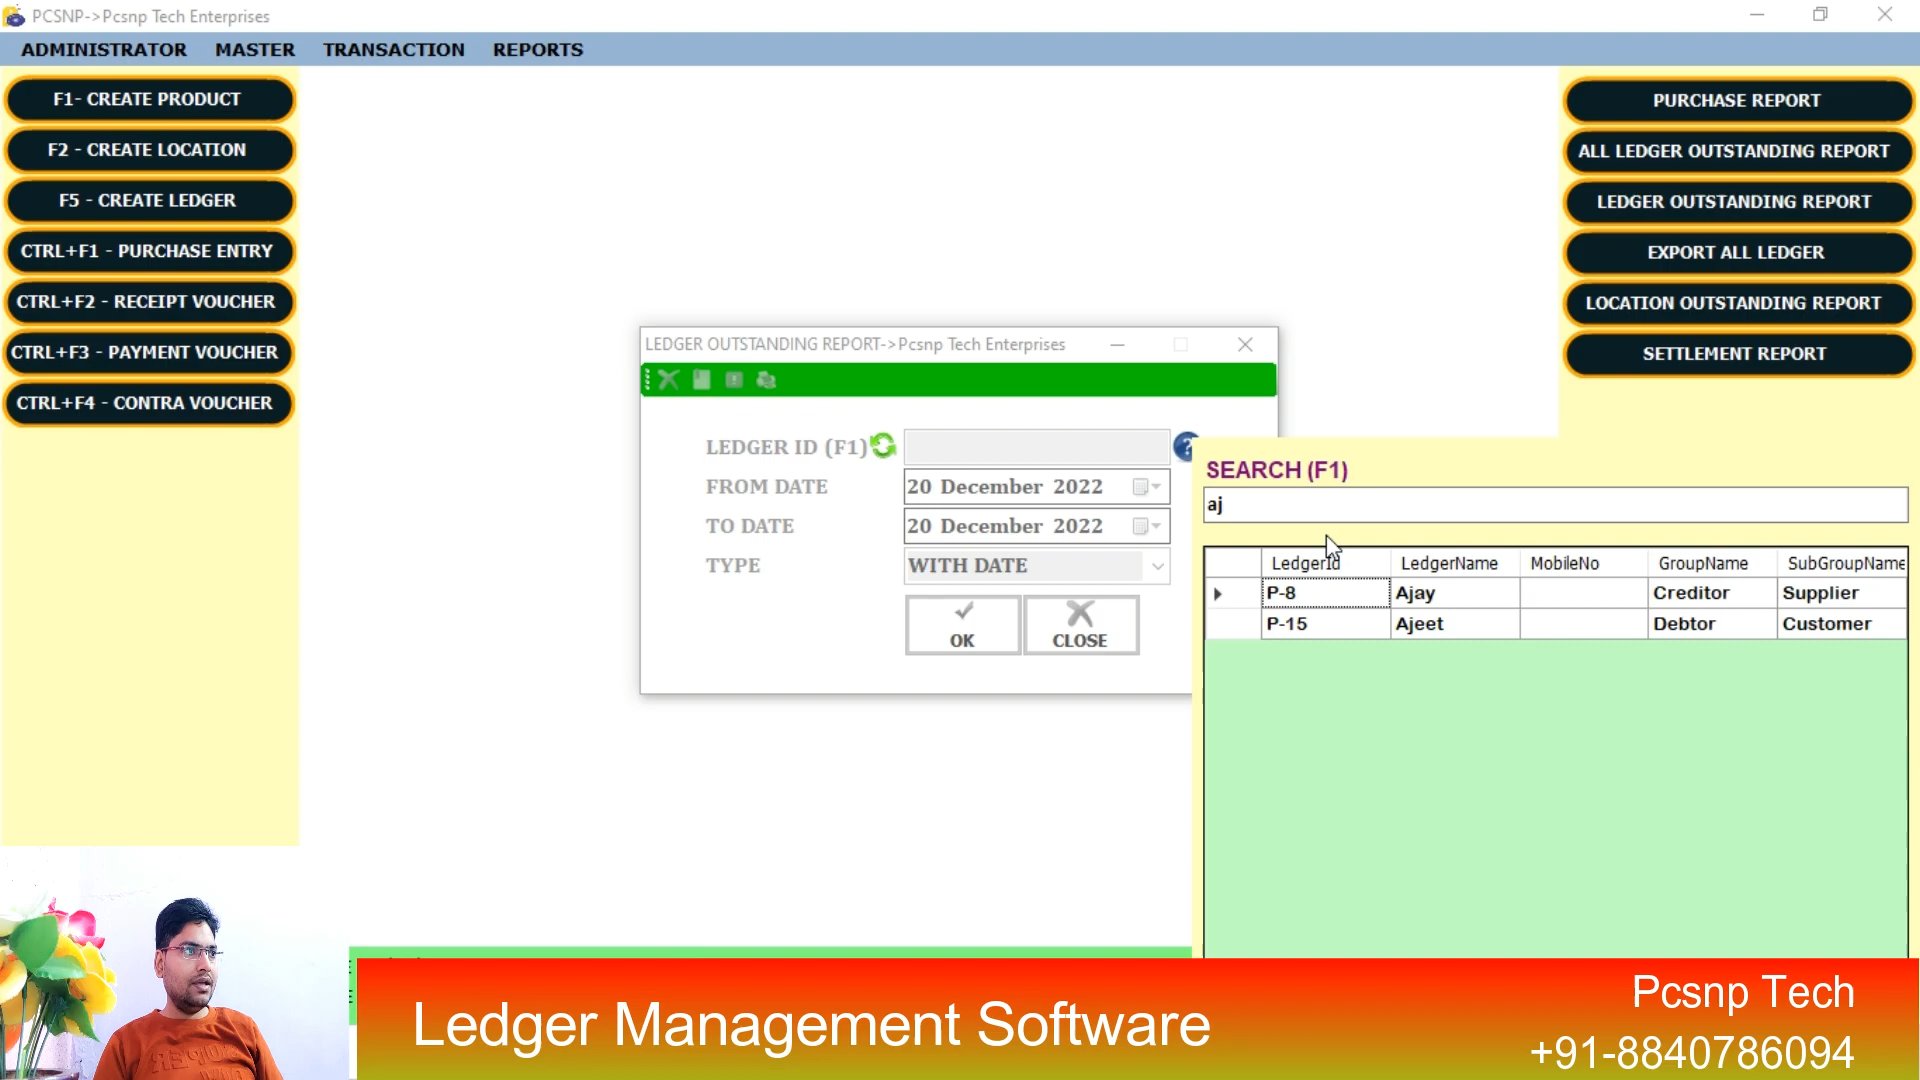 PCSNP->Pcsnp Tech Enterprises
ADMINISTRATOR MASTER TRANSACTION REPORTS
F1- CREATE PRODUCT
F2 - CREATE LOCATION
F5 - CREATE LEDGER
CTRL+F1 - PURCHASE ENTRY
CTRL+F2 - RECEIPT VOUCHER
CTRL+F3 - PAYMENT VOUCHER
CTRL+F4 - CONTRA VOUCHER
PURCHASE REPORT
ALL LEDGER OUTSTANDING REPORT
LEDGER OUTSTANDING REPORT
EXPORT ALL LEDGER
LOCATION OUTSTANDING REPORT
SETTLEMENT REPORT
LEDGER OUTSTANDING REPORT->Pcsnp Tech Enterprises
LEDGER ID (F1)
FROM DATE 20 December 2022
TO DATE 20 December 2022
TYPE WITH DATE
OK CLOSE
SEARCH (F1)
aj
LedgerId LedgerName MobileNo GroupName SubGroupName
P-8 Ajay Creditor Supplier
P-15 Ajeet Debtor Customer
Ledger Management Software
Pcsnp Tech
+91-8840786094